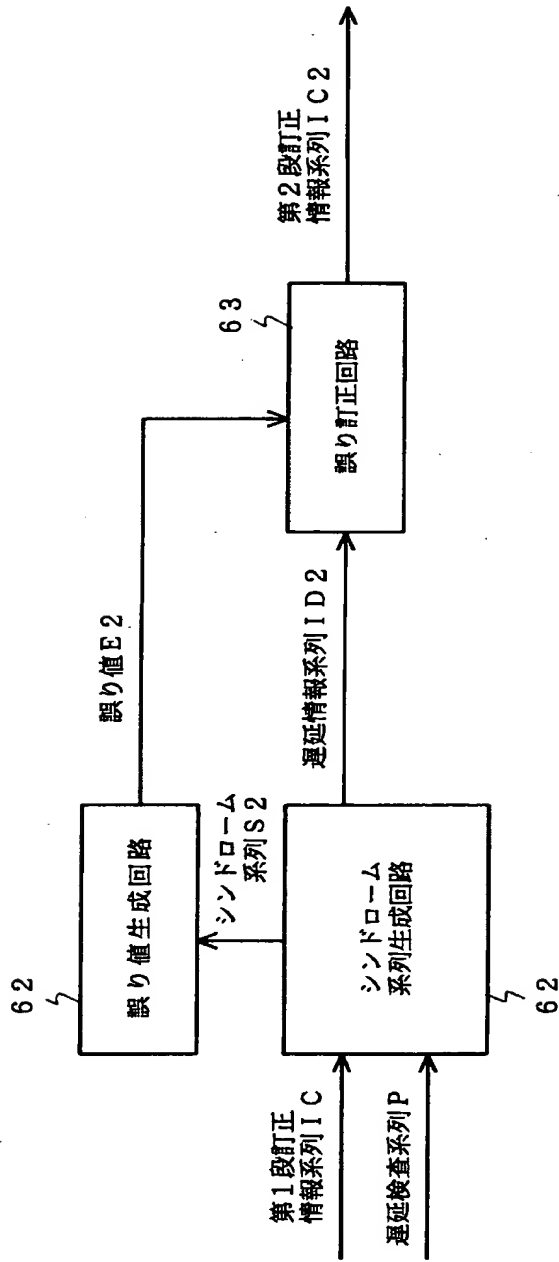 第1段訂正
情報系列IC
遅延検査系列P
シンドローム
系列生成回路
62
シンドローム
系列S2
62
誤り値生成回路
誤り値E2
遅延情報系列ID2
63
誤り訂正回路
第2段訂正
情報系列IC2